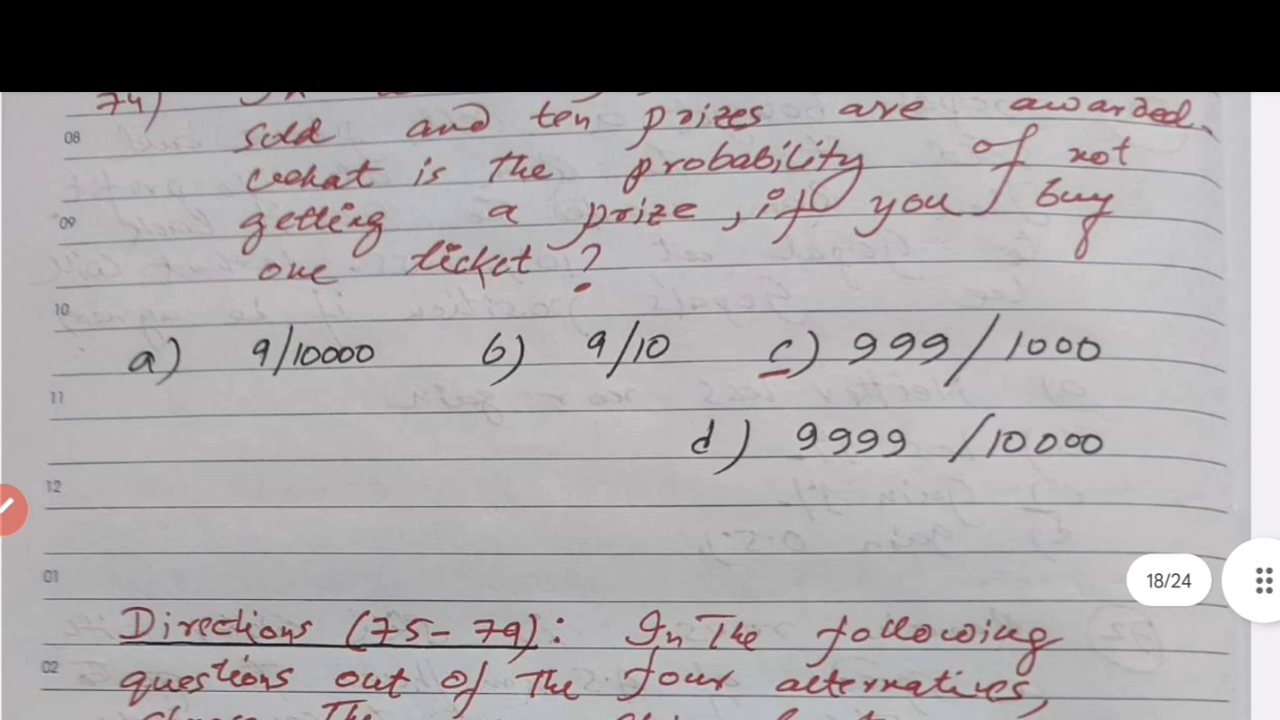 74)
08 sold and ten prizes are awarded.
what is the probability of not
09 getting a prize, if you buy
one ticket?
10
a) 9/10000 b) 9/10 c) 999/1000
11
d) 9999/10000
12
01
18/24
Directions (75-79): In The following
02 questions out of The four alternatives,